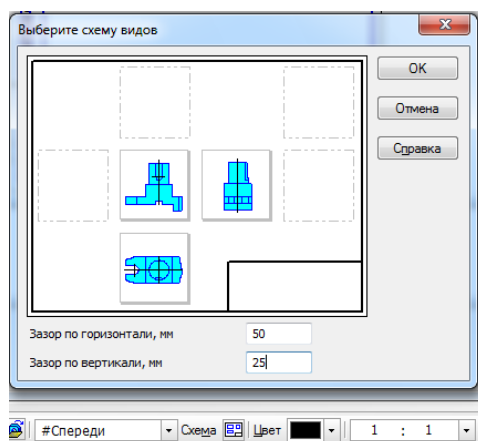 Выберите схему видов
OK
Отмена
Справка
Зазор по горизонтали, мм 50
Зазор по вертикали, мм 25
#Спереди Схема Цвет 1 : 1